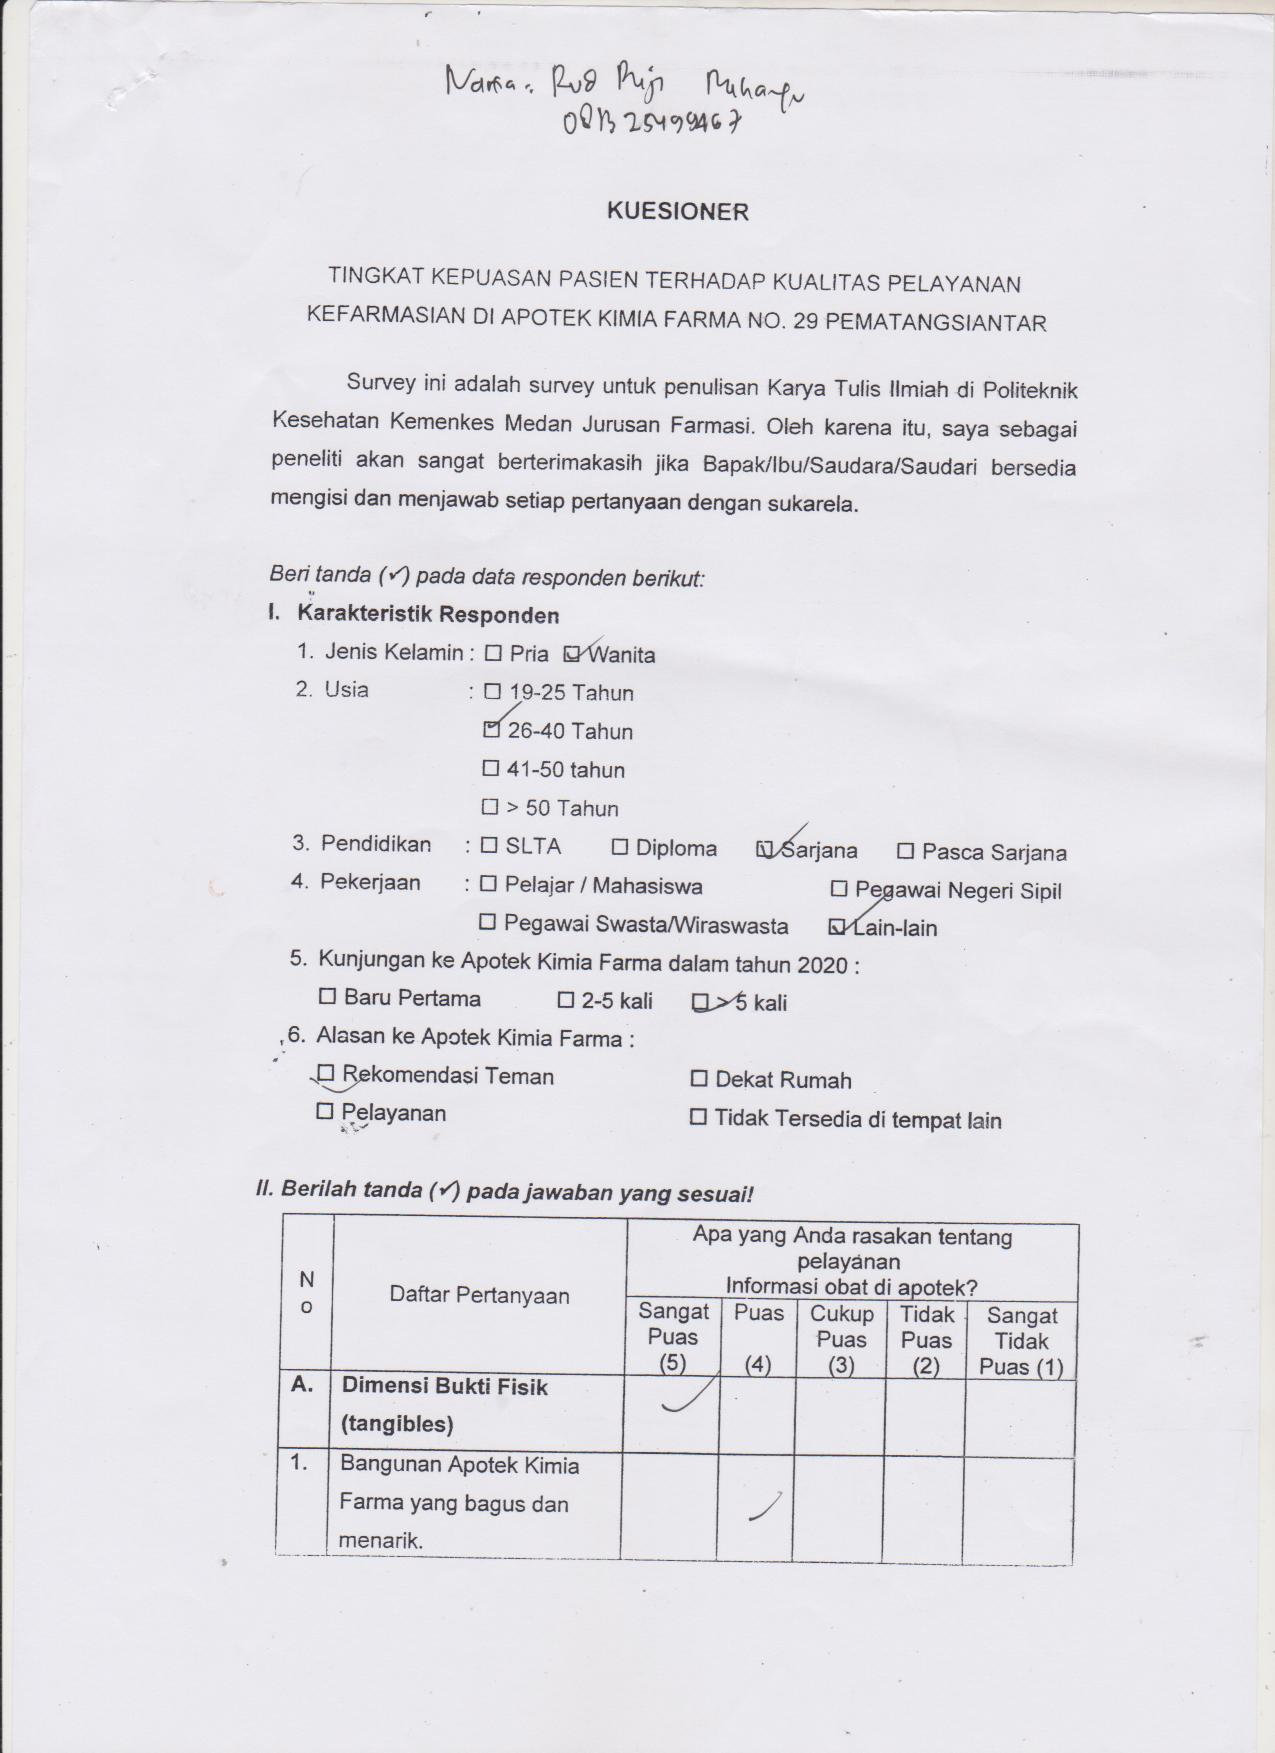 Nama :
KUESIONER
TINGKAT KEPUASAN PASIEN TERHADAP KUALITAS PELAYANAN
KEFARMASIAN DI APOTEK KIMIA FARMA NO. 29 PEMATANGSIANTAR
Survey ini adalah survey untuk penulisan Karya Tulis Ilmiah di Politeknik
Kesehatan Kemenkes Medan Jurusan Farmasi. Oleh karena itu, saya sebagai
peneliti akan sangat berterimakasih jika Bapak/Ibu/Saudara/Saudari bersedia
mengisi dan menjawab setiap pertanyaan dengan sukarela.
Beri tanda (✓) pada data responden berikut:
I. Karakteristik Responden
1. Jenis Kelamin : ☐ Pria ☑ Wanita
2. Usia : ☐ 19-25 Tahun
☑ 26-40 Tahun
☐ 41-50 tahun
☐ > 50 Tahun
3. Pendidikan : ☐ SLTA ☐ Diploma ☑ Sarjana ☐ Pasca Sarjana
4. Pekerjaan : ☐ Pelajar / Mahasiswa ☐ Pegawai Negeri Sipil
☐ Pegawai Swasta/Wiraswasta ☑ Lain-lain
5. Kunjungan ke Apotek Kimia Farma dalam tahun 2020 :
☐ Baru Pertama ☐ 2-5 kali ☑ > 5 kali
6. Alasan ke Apotek Kimia Farma :
☑ Rekomendasi Teman ☐ Dekat Rumah
☐ Pelayanan ☐ Tidak Tersedia di tempat lain
II. Berilah tanda (✓) pada jawaban yang sesuai!
No
Daftar Pertanyaan
Apa yang Anda rasakan tentang
pelayanan
Informasi obat di apotek?
Sangat Puas (5)
Puas (4)
Cukup Puas (3)
Tidak Puas (2)
Sangat Tidak Puas (1)
A. Dimensi Bukti Fisik ✓
(tangibles)
1. Bangunan Apotek Kimia
Farma yang bagus dan ✓
menarik.